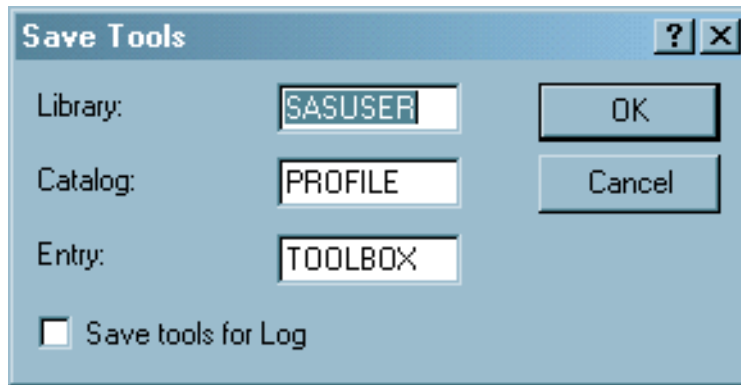 Save Tools
Library: SASUSER OK
Catalog: PROFILE Cancel
Entry: TOOLBOX
Save tools for Log